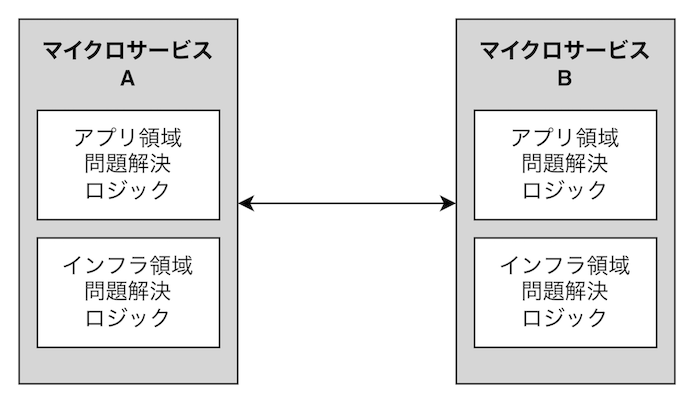 マイクロサービス
A
アプリ領域
問題解決
ロジック
インフラ領域
問題解決
ロジック
マイクロサービス
B
アプリ領域
問題解決
ロジック
インフラ領域
問題解決
ロジック